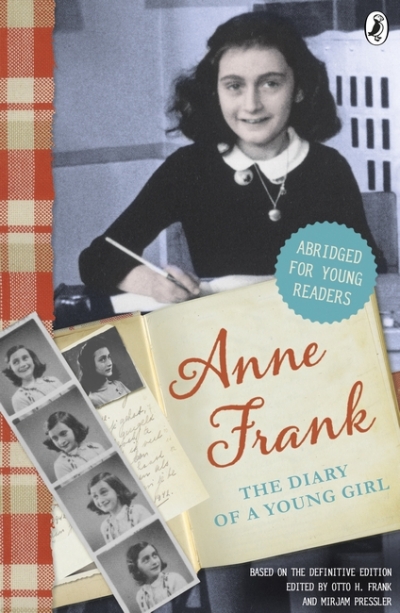 ABRIDGED
FOR YOUNG
READERS
Anne
Frank
THE DIARY
OF A YOUNG GIRL
BASED ON THE DEFINITIVE EDITION
EDITED BY OTTO H. FRANK
AND MIRJAM PRESSLER